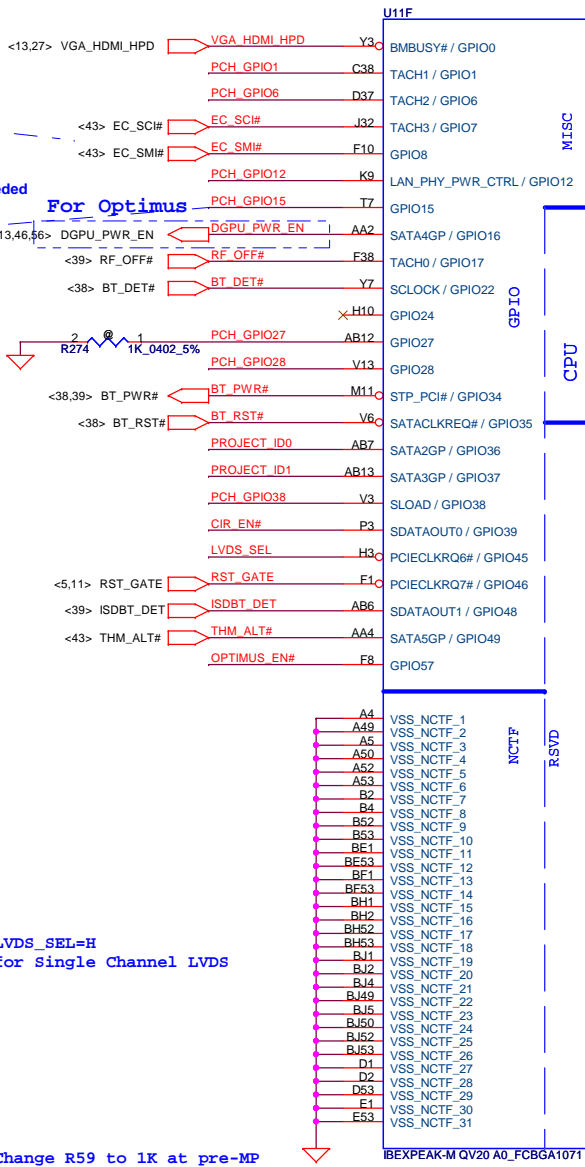 U11F
<13,27> VGA_HDMI_HPD VGA_HDMI_HPD Y3 BMBUSY# / GPIO0
PCH_GPIO1 C38 TACH1 / GPIO1
PCH_GPIO6 D37 TACH2 / GPIO6
<43> EC_SCI# EC_SCI# J32 TACH3 / GPIO7
MISC
<43> EC_SMI# EC_SMI# F10 GPIO8
PCH_GPIO12 K9 LAN_PHY_PWR_CTRL / GPIO12
eded
For Optimus
PCH_GPIO15 T7 GPIO15
13,46,56> DGPU_PWR_EN DGPU_PWR_EN AA2 SATA4GP / GPIO16
<39> RF_OFF# RF_OFF# F38 TACH0 / GPIO17
<38> BT_DET# BT_DET# Y7 SCLOCK / GPIO22
H10 GPIO24
GPIO
2 @ 1 PCH_GPIO27 AB12 GPIO27
R274 1K_0402_5%
CPU
PCH_GPIO28 V13 GPIO28
<38,39> BT_PWR# BT_PWR# M11 STP_PCI# / GPIO34
<38> BT_RST# BT_RST# V6 SATACLKREQ# / GPIO35
PROJECT_ID0 AB7 SATA2GP / GPIO36
PROJECT_ID1 AB13 SATA3GP / GPIO37
PCH_GPIO38 V3 SLOAD / GPIO38
CIR_EN# P3 SDATAOUT0 / GPIO39
LVDS_SEL H3 PCIECLKRQ6# / GPIO45
<5,11> RST_GATE RST_GATE F1 PCIECLKRQ7# / GPIO46
<39> ISDBT_DET ISDBT_DET AB6 SDATAOUT1 / GPIO48
<43> THM_ALT# THM_ALT# AA4 SATA5GP / GPIO49
OPTIMUS_EN# F8 GPIO57
A4 VSS_NCTF_1
A49 VSS_NCTF_2
A5 VSS_NCTF_3
A50 VSS_NCTF_4
A52 VSS_NCTF_5
A53 VSS_NCTF_6
B2 VSS_NCTF_7
B4 VSS_NCTF_8
B52 VSS_NCTF_9
B53 VSS_NCTF_10
BE1 VSS_NCTF_11
BE53 VSS_NCTF_12
BF1 VSS_NCTF_13
BF53 VSS_NCTF_14
BH1 VSS_NCTF_15
BH2 VSS_NCTF_16
BH52 VSS_NCTF_17
BH53 VSS_NCTF_18
BJ1 VSS_NCTF_19
BJ2 VSS_NCTF_20
BJ4 VSS_NCTF_21
BJ49 VSS_NCTF_22
BJ5 VSS_NCTF_23
BJ50 VSS_NCTF_24
BJ52 VSS_NCTF_25
BJ53 VSS_NCTF_26
D1 VSS_NCTF_27
D2 VSS_NCTF_28
D53 VSS_NCTF_29
E1 VSS_NCTF_30
E53 VSS_NCTF_31
NCTF
RSVD
LVDS_SEL=H
for Single Channel LVDS
Change R59 to 1K at pre-MP
IBEXPEAK-M QV20 A0_FCBGA1071